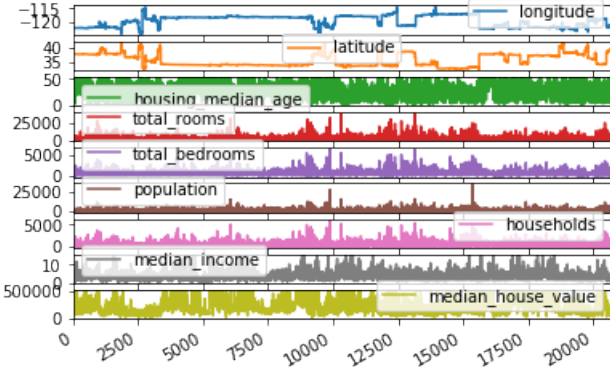 -115
-120
longitude
40
35
latitude
50
0
housing_median_age
25000
0
total_rooms
5000
0
total_bedrooms
25000
0
population
5000
0
households
10
0
median_income
500000
0
median_house_value
0 2500 5000 7500 10000 12500 15000 17500 20000